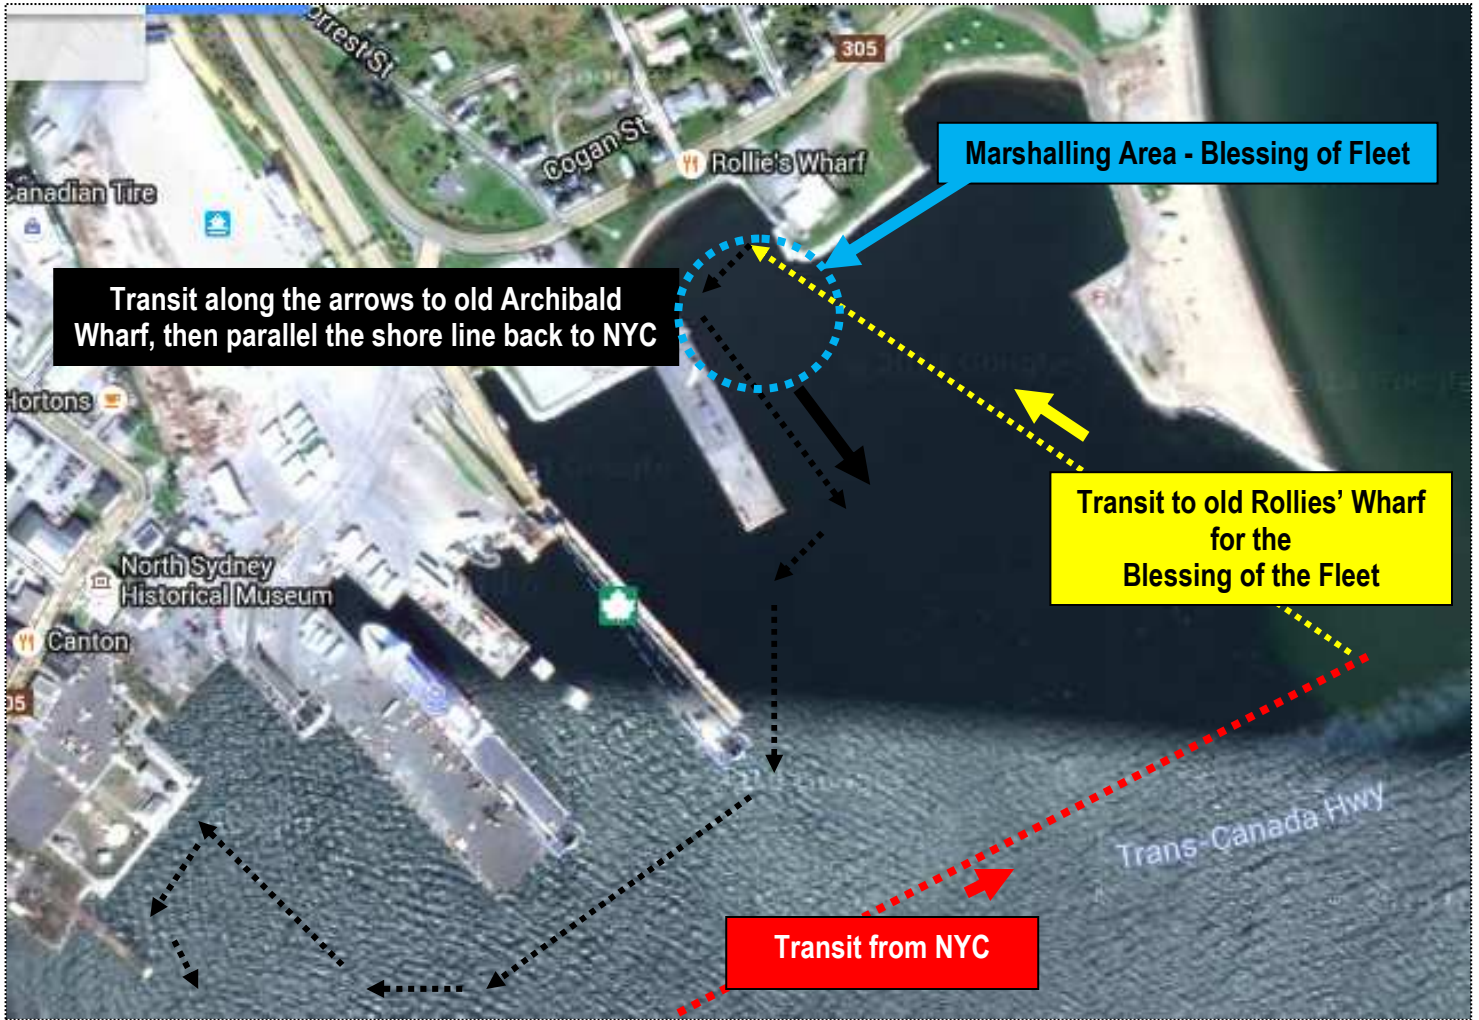 orrest St
305
Cogan St
Rollie's Wharf
Marshalling Area - Blessing of Fleet
Canadian Tire
Transit along the arrows to old Archibald
Wharf, then parallel the shore line back to NYC
Hortons
Transit to old Rollies’ Wharf
for the
Blessing of the Fleet
North Sydney
Historical Museum
Canton
05
Trans-Canada Hwy
Transit from NYC